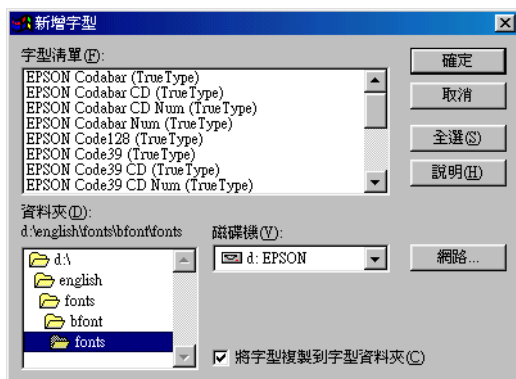 新增字型
字型清單(F):
EPSON Codabar (TrueType)
EPSON Codabar CD (TrueType)
EPSON Codabar CD Num (TrueType)
EPSON Codabar Num (TrueType)
EPSON Code128 (TrueType)
EPSON Code39 (TrueType)
EPSON Code39 CD (TrueType)
EPSON Code39 CD Num (TrueType)
確定
取消
全選(S)
說明(H)
資料夾(D):
d:\english\fonts\bfont\fonts
d:\
english
fonts
bfont
fonts
磁碟機(V):
d: EPSON
網路...
將字型複製到字型資料夾(C)